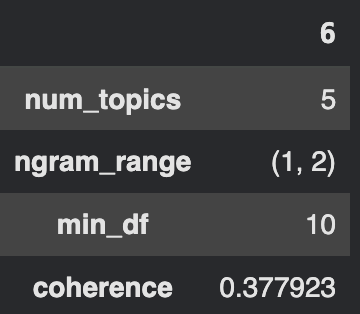 6
num_topics 5
ngram_range (1, 2)
min_df 10
coherence 0.377923